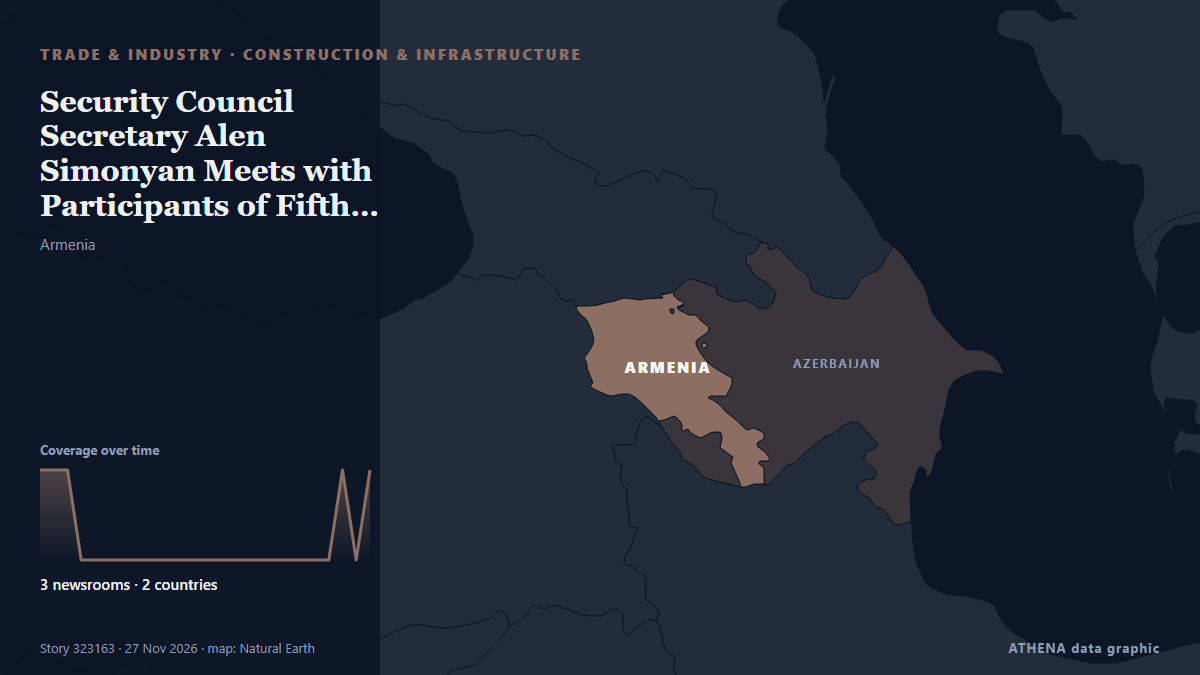 TRADE & INDUSTRY · CONSTRUCTION & INFRASTRUCTURE
Security Council
Secretary Alen
Simonyan Meets with
Participants of Fifth...
Armenia
ARMENIA
AZERBAIJAN
Coverage over time
3 newsrooms · 2 countries
Story 323163 · 27 Nov 2026 · map: Natural Earth
ATHENA data graphic